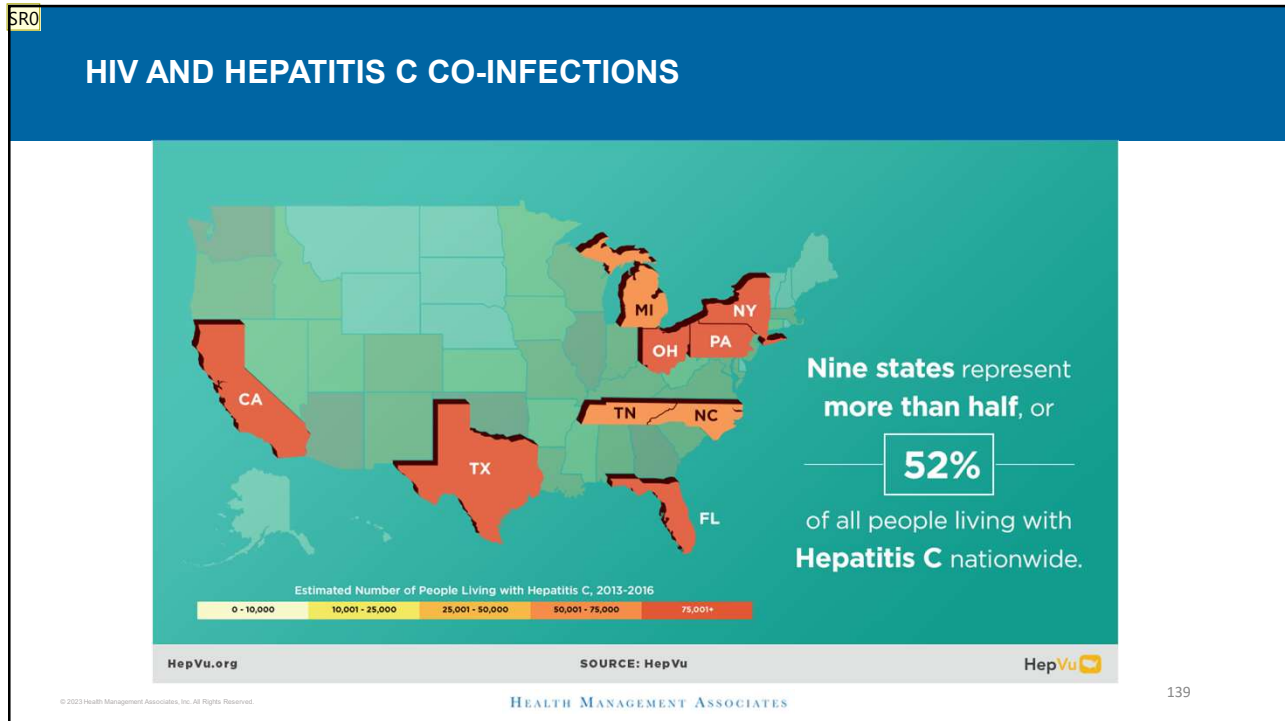 SR0
HIV AND HEPATITIS C CO-INFECTIONS
MI
NY
OH
PA
CA
TN
NC
TX
FL
Nine states represent
more than half, or
52%
of all people living with
Hepatitis C nationwide.
Estimated Number of People Living with Hepatitis C, 2013-2016
0 - 10,000 10,001 - 25,000 25,001 - 50,000 50,001 - 75,000 75,001+
HepVu.org SOURCE: HepVu HepVu
© 2023 Health Management Associates, Inc. All Rights Reserved. HEALTH MANAGEMENT ASSOCIATES 139